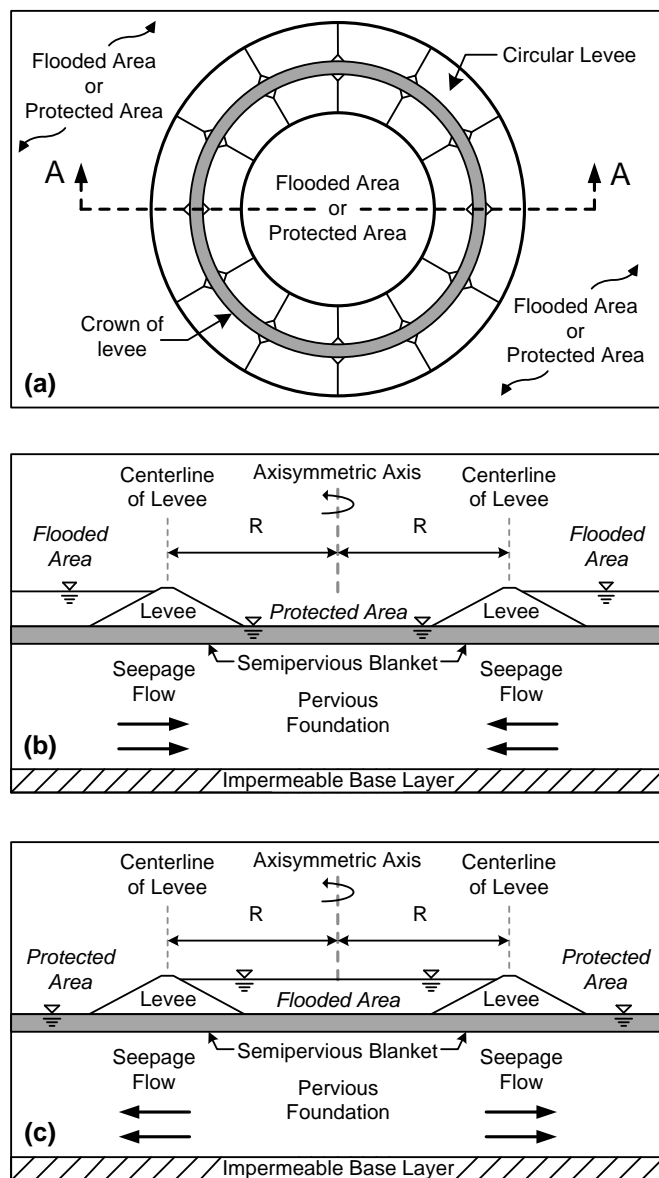 Flooded Area
or
Protected Area
Circular Levee
A
A
Flooded Area
or
Protected Area
Crown of
levee
Flooded Area
or
Protected Area
(a)
Centerline
of Levee
Axisymmetric Axis
Centerline
of Levee
R
R
Flooded
Area
Flooded
Area
Levee
Protected Area
Levee
Semipervious Blanket
Seepage
Flow
Pervious
Foundation
Seepage
Flow
(b)
Impermeable Base Layer
Centerline
of Levee
Axisymmetric Axis
Centerline
of Levee
R
R
Protected
Area
Protected
Area
Levee
Flooded Area
Levee
Semipervious Blanket
Seepage
Flow
Pervious
Foundation
Seepage
Flow
(c)
Impermeable Base Layer